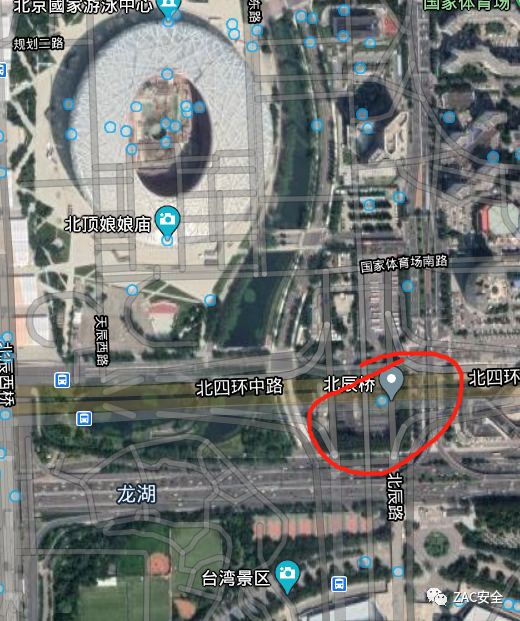 北京國家游泳中心
东路
国家体育场
规划二路
北顶娘娘庙
国家体育场南路
天辰西路
北辰西桥
北四环中路
北辰桥
北四环
龙湖
北辰路
台湾景区
ZAC安全